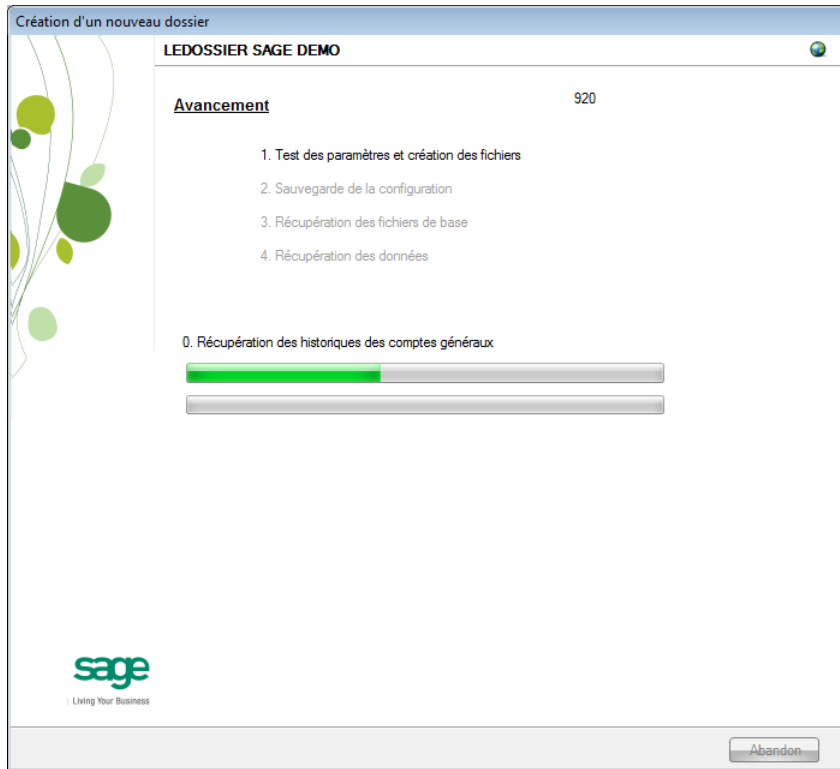 Création d'un nouveau dossier
LEDOSSIER SAGE DEMO
Avancement
920
1. Test des paramètres et création des fichiers
2. Sauvegarde de la configuration
3. Récupération des fichiers de base
4. Récupération des données
0. Récupération des historiques des comptes généraux
sage
Living Your Business
Abandon